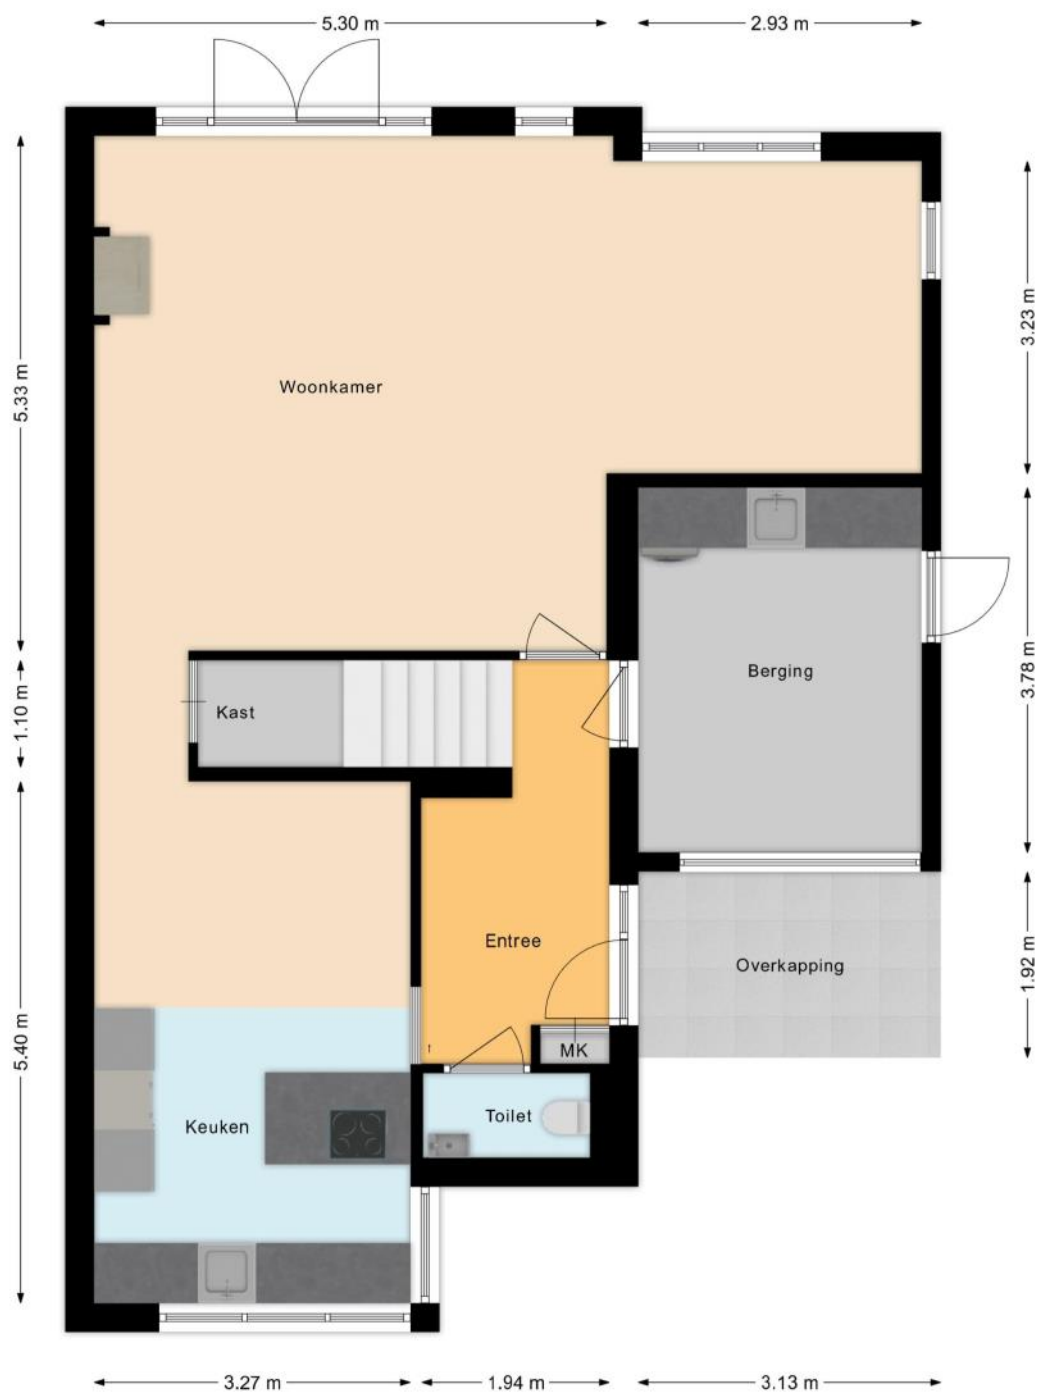 5.30 m
2.93 m
5.33 m
3.23 m
Woonkamer
1.10 m
Kast
Berging
3.78 m
Entree
Overkapping
1.92 m
5.40 m
MK
Keuken
Toilet
3.27 m
1.94 m
3.13 m